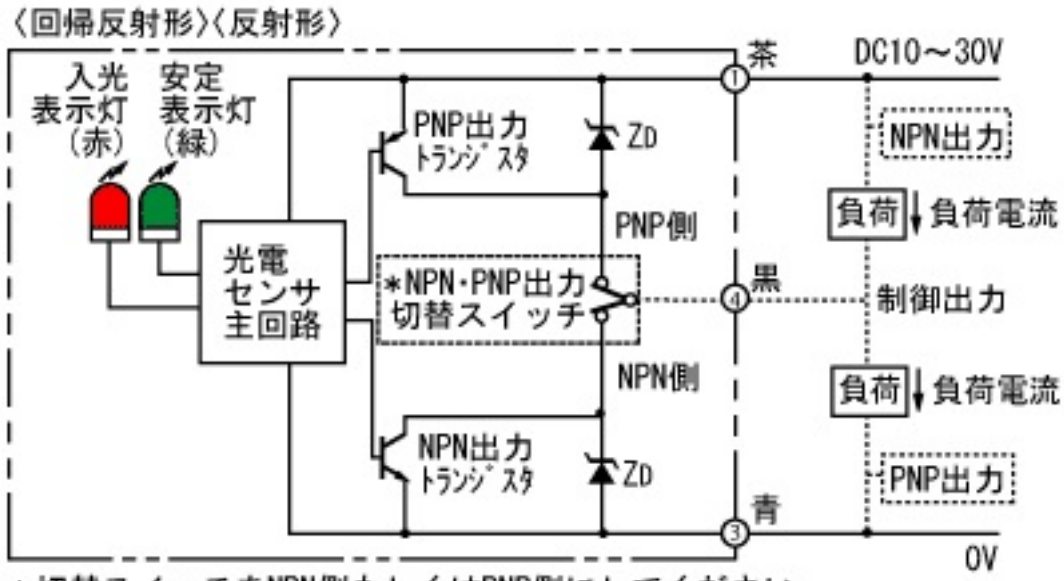 〈回帰反射形〉〈反射形〉
入光
表示灯
(赤)
安定
表示灯
(緑)
PNP出力
トランジスタ
ZD
PNP側
光電
センサ
主回路
*NPN・PNP出力
切替スイッチ
NPN側
NPN出力
トランジスタ
ZD
① 茶
④ 黒
③ 青
DC10~30V
NPN出力
負荷 負荷電流
制御出力
負荷 負荷電流
PNP出力
0V